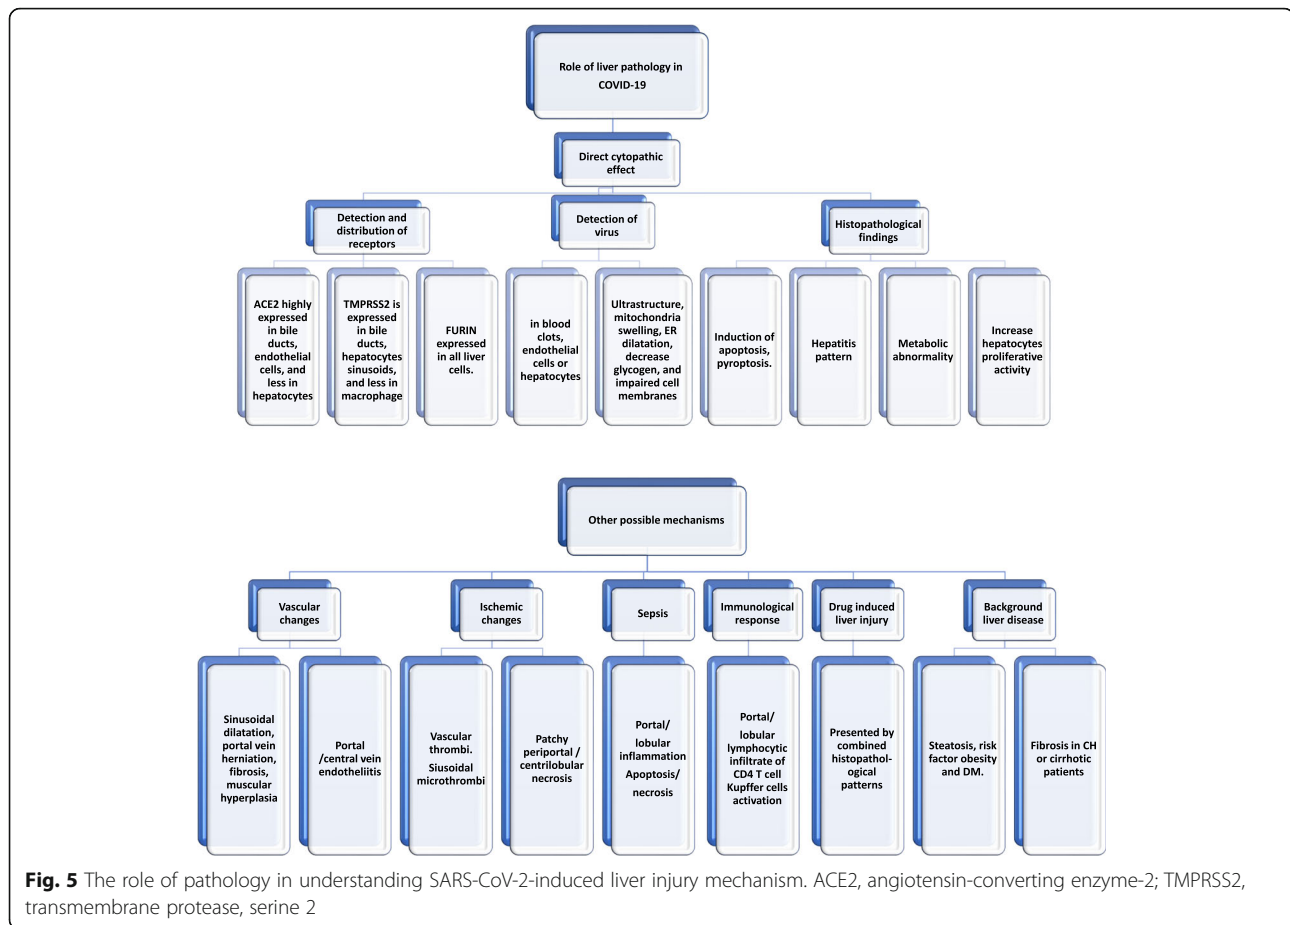 Role of liver pathology in
COVID-19
Direct cytopathic
effect
Detection and
distribution of
receptors
Detection of
virus
Histopathological
findings
ACE2 highly
expressed
in bile
ducts,
endothelial
cells, and
less in
hepatocytes
TMPRSS2 is
expressed
in bile
ducts,
hepatocytes
sinusoids,
and less in
macrophage
FURIN
expressed
in all liver
cells.
in blood
clots,
endothelial
cells or
hepatocytes
Ultrastructure,
mitochondria
swelling, ER
dilatation,
decrease
glycogen, and
impaired cell
membranes
Induction of
apoptosis,
pyroptosis.
Hepatitis
pattern
Metabolic
abnormality
Increase
hepatocytes
proliferative
activity
Other possible mechanisms
Vascular
changes
Ischemic
changes
Sepsis
Immunological
response
Drug induced
liver injury
Background
liver disease
Sinusoidal
dilatation,
portal vein
herniation,
fibrosis,
muscular
hyperplasia
Portal
/central vein
endotheliitis
Vascular
thrombi.
Siusoidal
microthrombi
Patchy
periportal /
centrilobular
necrosis
Portal/
lobular
inflammation
Apoptosis/
necrosis
Portal/
lobular
lymphocytic
infiltrate of
CD4 T cell
Kupffer cells
activation
Presented by
combined
histopathol-
ogical
patterns
Steatosis, risk
factor obesity
and DM.
Fibrosis in CH
or cirrhotic
patients
Fig. 5 The role of pathology in understanding SARS-CoV-2-induced liver injury mechanism. ACE2, angiotensin-converting enzyme-2; TMPRSS2,
transmembrane protease, serine 2